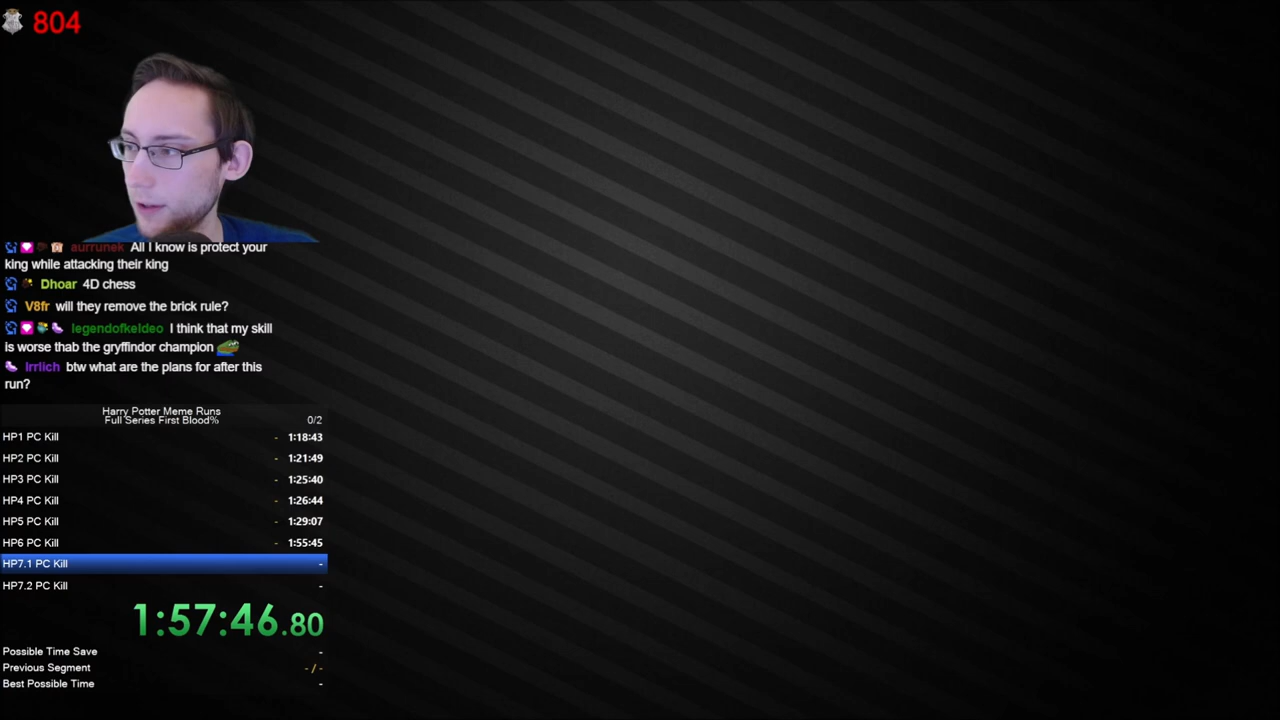 804
aurrunek All I know is protect your
king while attacking their king
Dhoar 4D chess
V8fr will they remove the brick rule?
legendofkeldeo I think that my skill
is worse thab the gryffindor champion
Irrlich btw what are the plans for after this
run?
Harry Potter Meme Runs
Full Series First Blood% 0/2
HP1 PC Kill - 1:18:43
HP2 PC Kill - 1:21:49
HP3 PC Kill - 1:25:40
HP4 PC Kill - 1:26:44
HP5 PC Kill - 1:29:07
HP6 PC Kill - 1:55:45
HP7.1 PC Kill -
HP7.2 PC Kill -
1:57:46.80
Possible Time Save -
Previous Segment - / -
Best Possible Time -